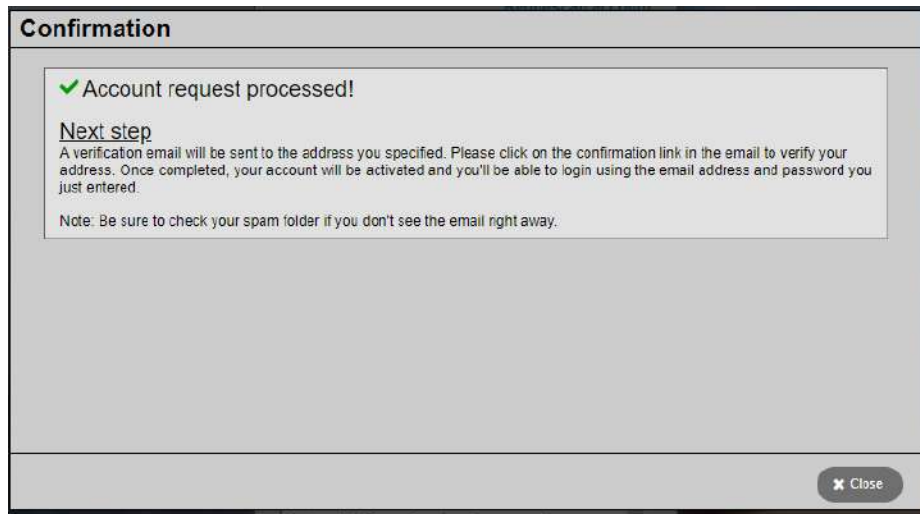 Confirmation
Account request processed!
Next step
A verification email will be sent to the address you specified. Please click on the confirmation link in the email to verify your
address. Once completed, your account will be activated and you'll be able to login using the email address and password you
just entered.
Note: Be sure to check your spam folder if you don't see the email right away.
Close